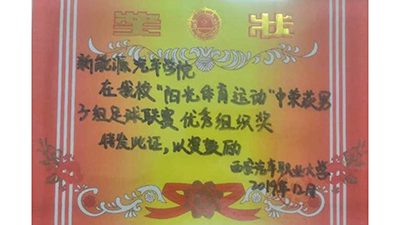 奖状
新能源汽车学院
在学校“阳光体育运动”中荣获男
子组足球联赛优秀组织奖
特发此证,以资鼓励
西安汽车职业大学
2019年12月